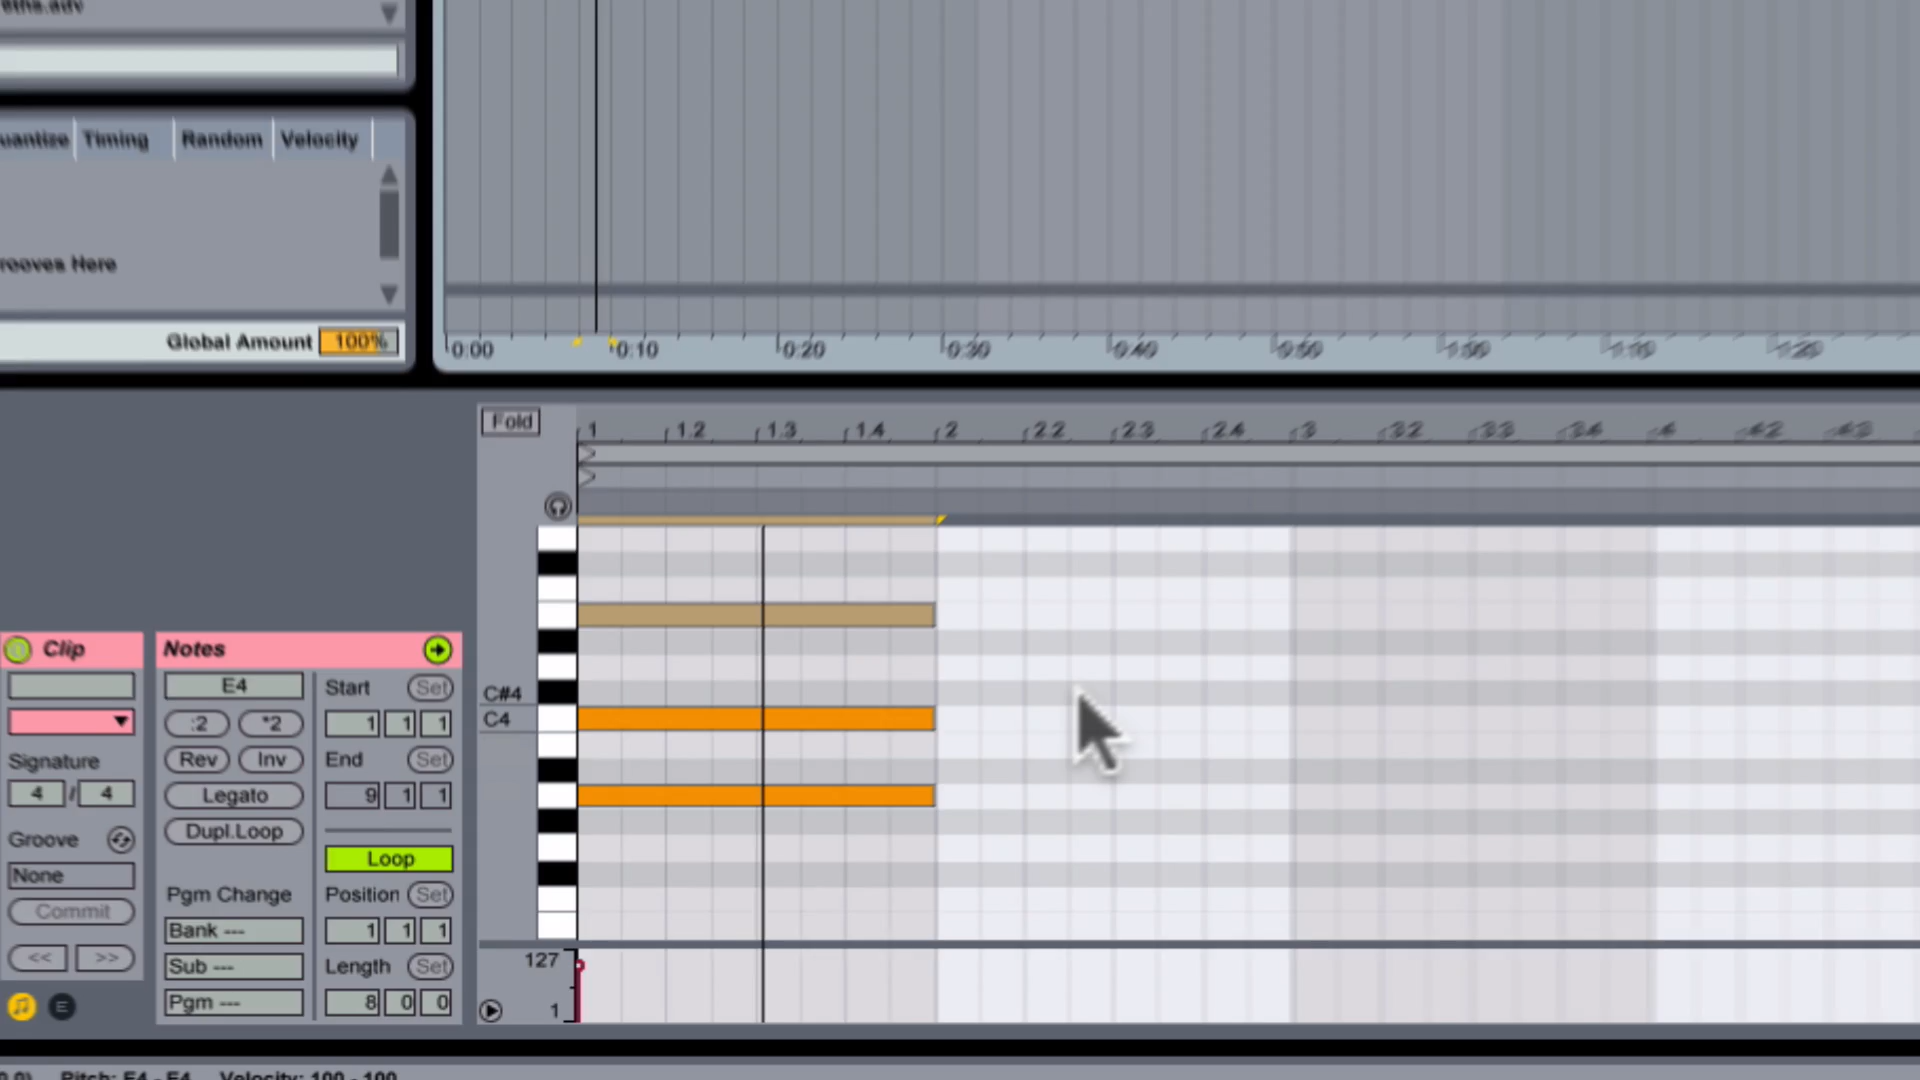 Timing Random Velocity
Here
Global Amount 100%
0:00 0:10 0:20 0:30 0:40 0:50 1:00 1:10 1:20
Fold
1 1.2 1.3 1.4 2 2.2 2.3 2.4 3 3.2 3.3 3.4 4 4.2 4.3
Clip
Notes
E4
Start Set
C#4
C4
:2 *2
1 1 1
Signature
Rev Inv
End Set
4 / 4
Legato
9 1 1
Groove
Dupl.Loop
Loop
None
Pgm Change
Position Set
Commit
Bank ---
1 1 1
<< >>
Sub ---
Length Set
127
Pgm ---
8 0 0
1
Pitch: E4 - E4 Velocity: 100 - 100